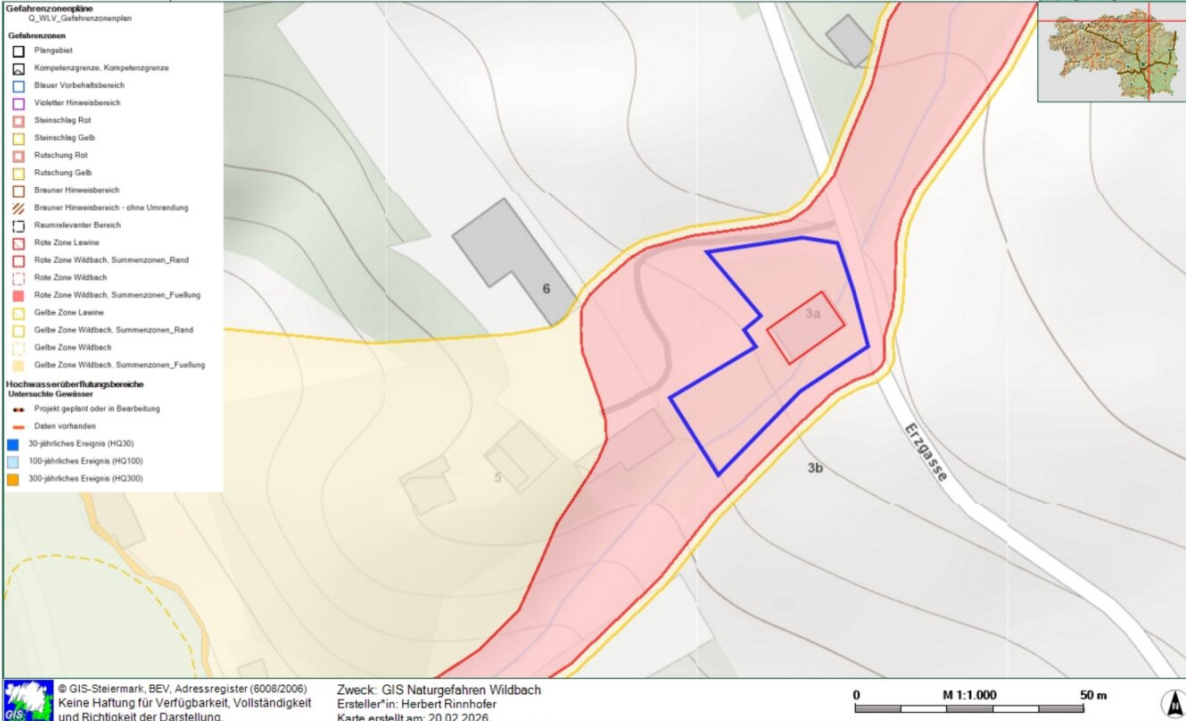 Gefahrenzonenpläne
Q_WLV_Gefahrenzonenplan
Gefahrenzonen
Plangebiet
Kompetenzgrenze, Kompetenzgrenze
Blauer Vorbehaltsbereich
Violetter Hinweisbereich
Steinschlag Rot
Steinschlag Gelb
Rutschung Rot
Rutschung Gelb
Brauner Hinweisbereich
Brauner Hinweisbereich - ohne Umrandung
Raumrelevanter Bereich
Rote Zone Lawine
Rote Zone Wildbach, Summenzonen_Rand
Rote Zone Wildbach
Rote Zone Wildbach, Summenzonen_Fuellung
Gelbe Zone Lawine
Gelbe Zone Wildbach, Summenzonen_Rand
Gelbe Zone Wildbach
Gelbe Zone Wildbach, Summenzonen_Fuellung
Hochwasserüberflutungsbereiche
Untersuchte Gewässer
Projekt geplant oder in Bearbeitung
Daten vorhanden
30-jährliches Ereignis (HQ30)
100-jährliches Ereignis (HQ100)
300-jährliches Ereignis (HQ300)
6
3a
5
3b
Erzgasse
GIS
© GIS-Steiermark, BEV, Adressregister (6008/2006)
Keine Haftung für Verfügbarkeit, Vollständigkeit
und Richtigkeit der Darstellung.
Zweck: GIS Naturgefahren Wildbach
Ersteller*in: Herbert Rinnhofer
Karte erstellt am: 20.02.2026
0 M 1:1.000 50 m